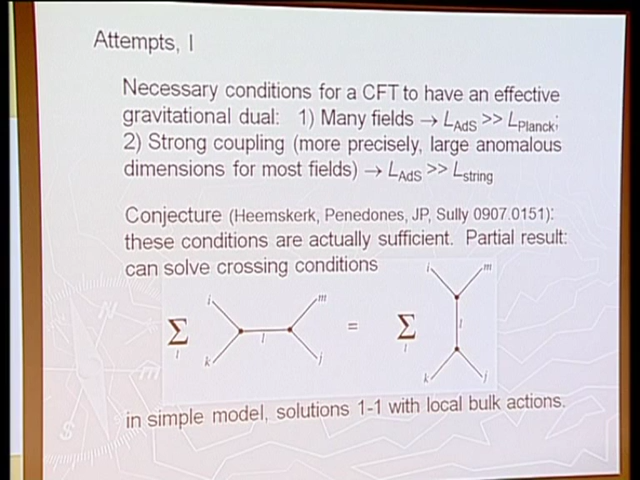 Attempts, I
Necessary conditions for a CFT to have an effective
gravitational dual: 1) Many fields → L_AdS >> L_Planck;
2) Strong coupling (more precisely, large anomalous
dimensions for most fields) → L_AdS >> L_string
Conjecture (Heemskerk, Penedones, JP, Sully 0907.0151):
these conditions are actually sufficient. Partial result:
can solve crossing conditions
i m i m
Σ l = Σ l
l l
k j k j
in simple model, solutions 1-1 with local bulk actions.
N
m
S